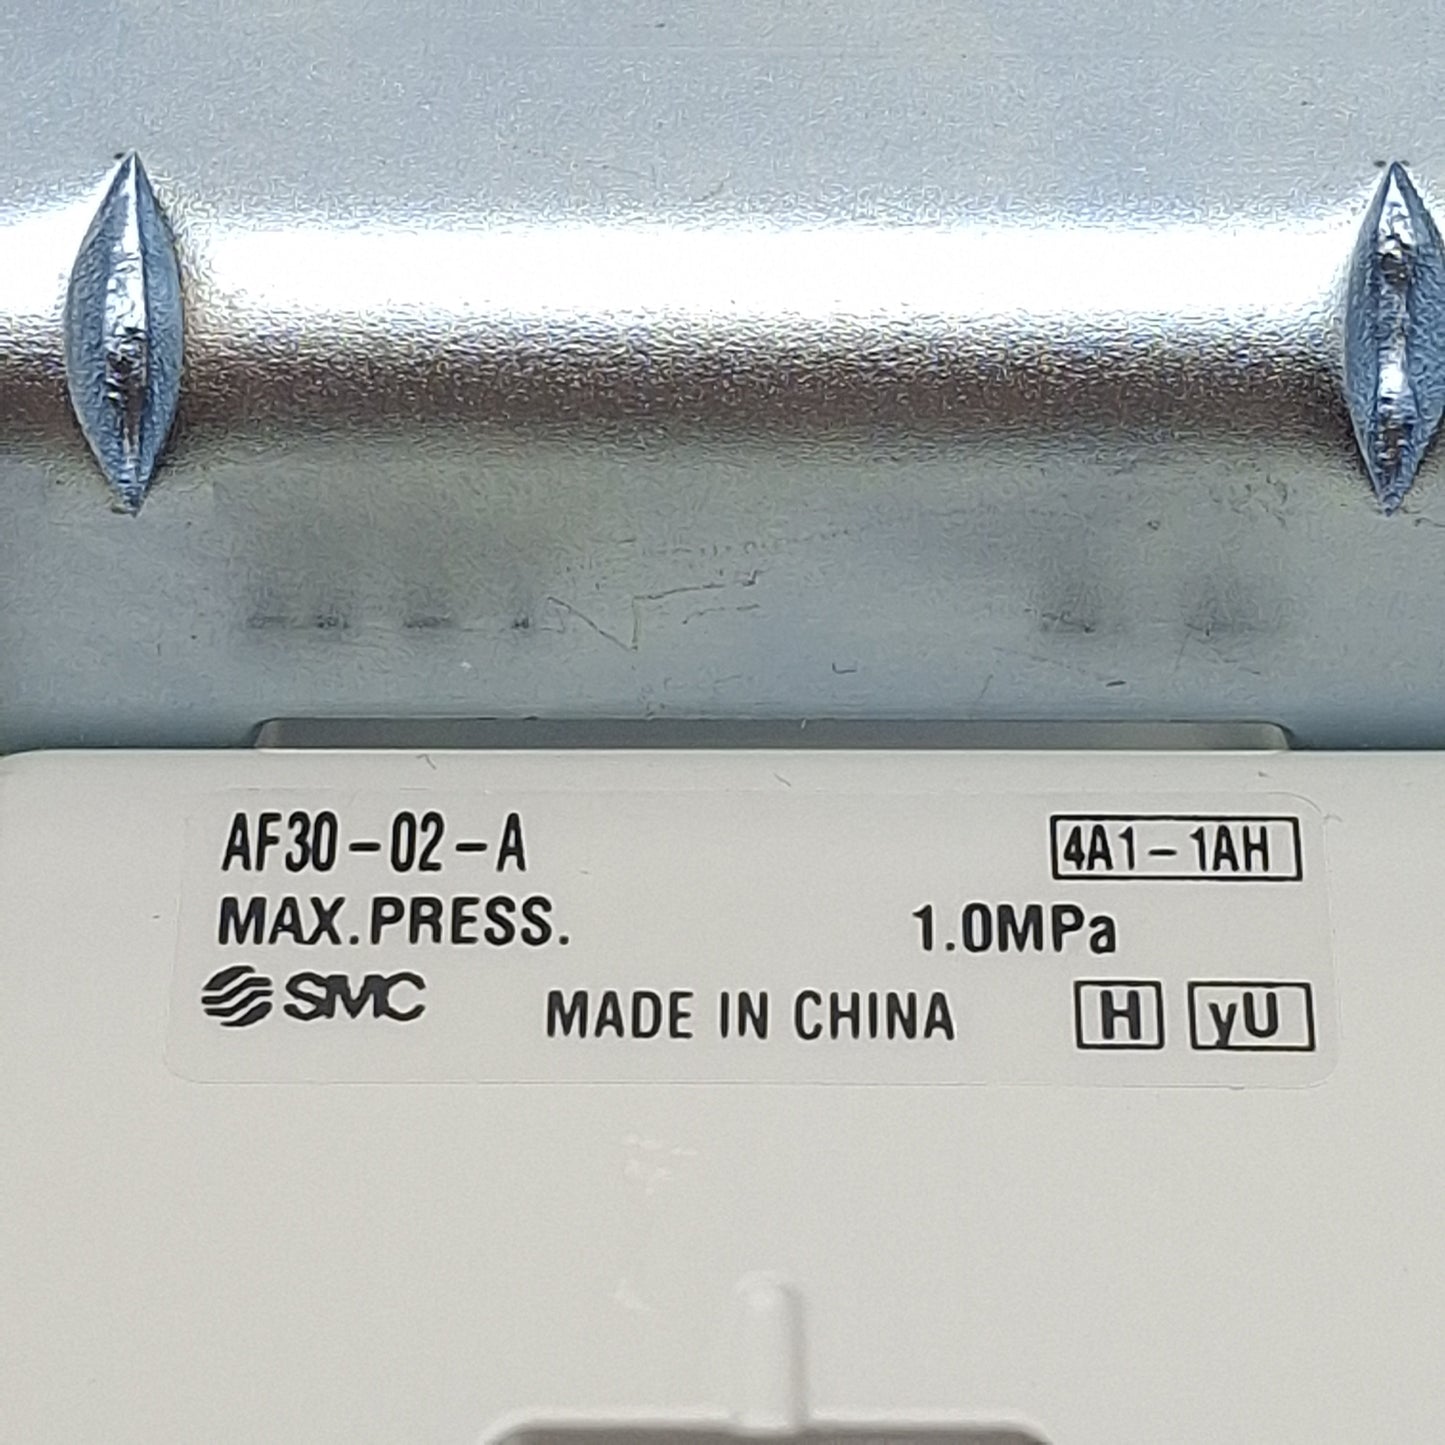 AF30-02-A 4A1-1AH
MAX.PRESS. 1.0MPa
SMC MADE IN CHINA H yU